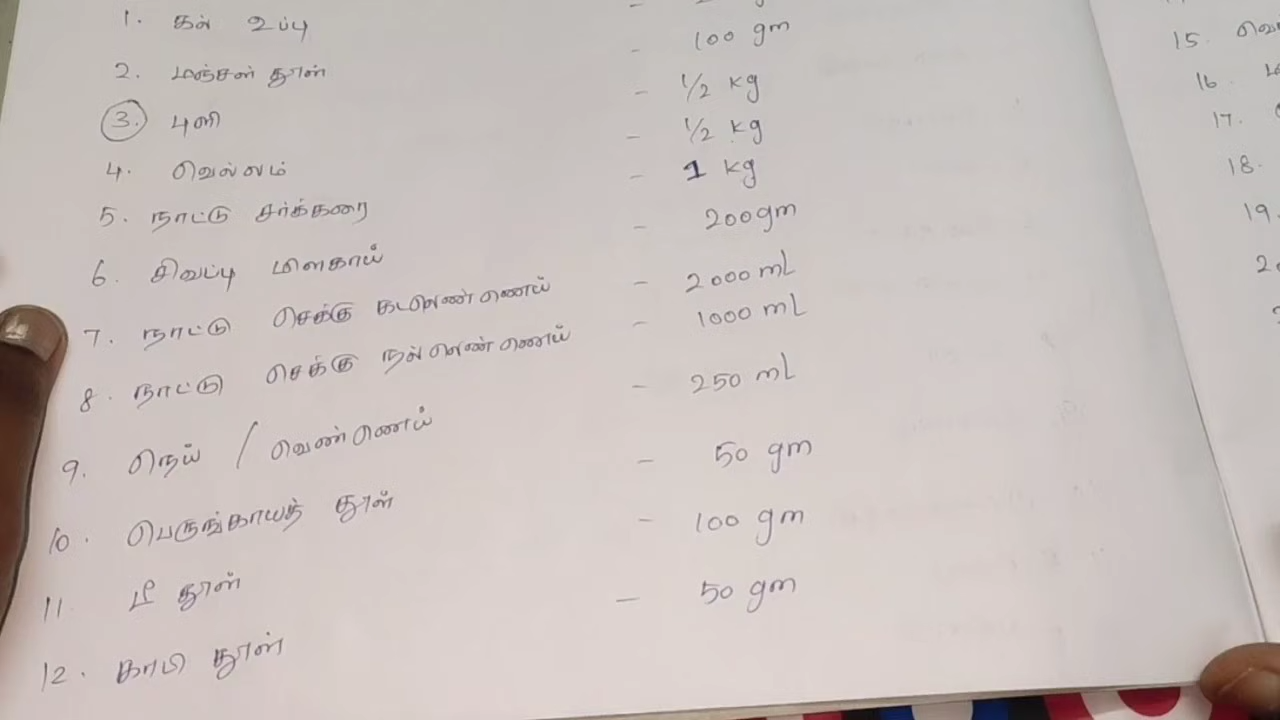 1. கல் உப்பு -
2. மஞ்சள் தூள் - 100 gm
3. புளி - 1/2 kg
4. வெல்லம் - 1/2 kg
5. நாட்டு சர்க்கரை - 1 kg
6. சிவப்பு மிளகாய் - 200gm
7. நாட்டு செக்கு கடலெண்ணெய் - 2000 ml
8. நாட்டு செக்கு நல்லெண்ணெய் - 1000 ml
9. நெய் / வெண்ணெய் - 250 ml
10. பெருங்காயத் தூள் - 50 gm
11. டீ தூள் - 100 gm
12. காபி தூள் - 50 gm
15.
16
17.
18.
19.